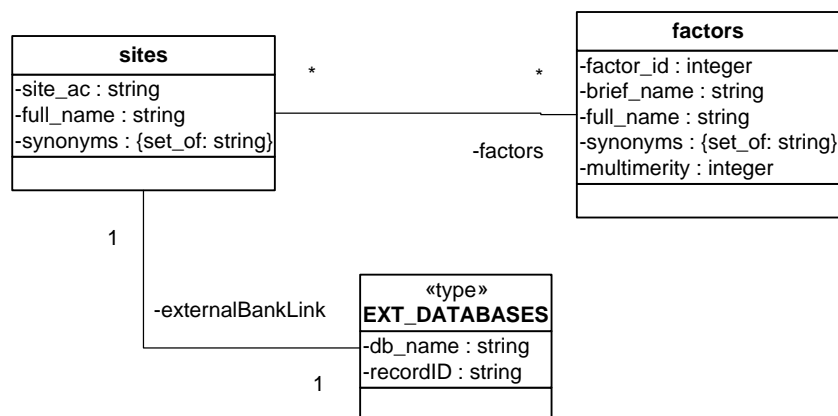 sites
-site_ac : string
-full_name : string
-synonyms : {set_of: string}
*
*
-factors
factors
-factor_id : integer
-brief_name : string
-full_name : string
-synonyms : {set_of: string}
-multimerity : integer
1
-externalBankLink
1
«type»
EXT_DATABASES
-db_name : string
-recordID : string